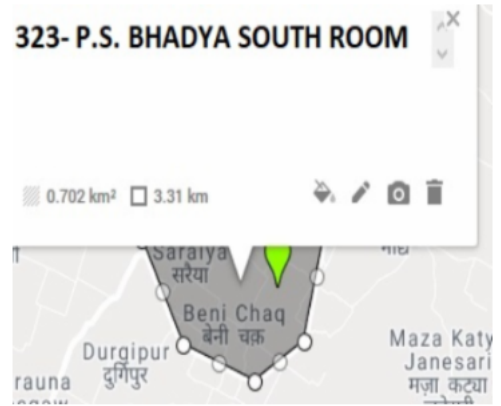 323- P.S. BHADYA SOUTH ROOM
0.702 km² 3.31 km
Saraiya
सरैया
Beni Chaq
बेनी चक़
Durgipur
दुर्गिपुर
rauna
Maza Katy
Janesari
मज़ा कट्या